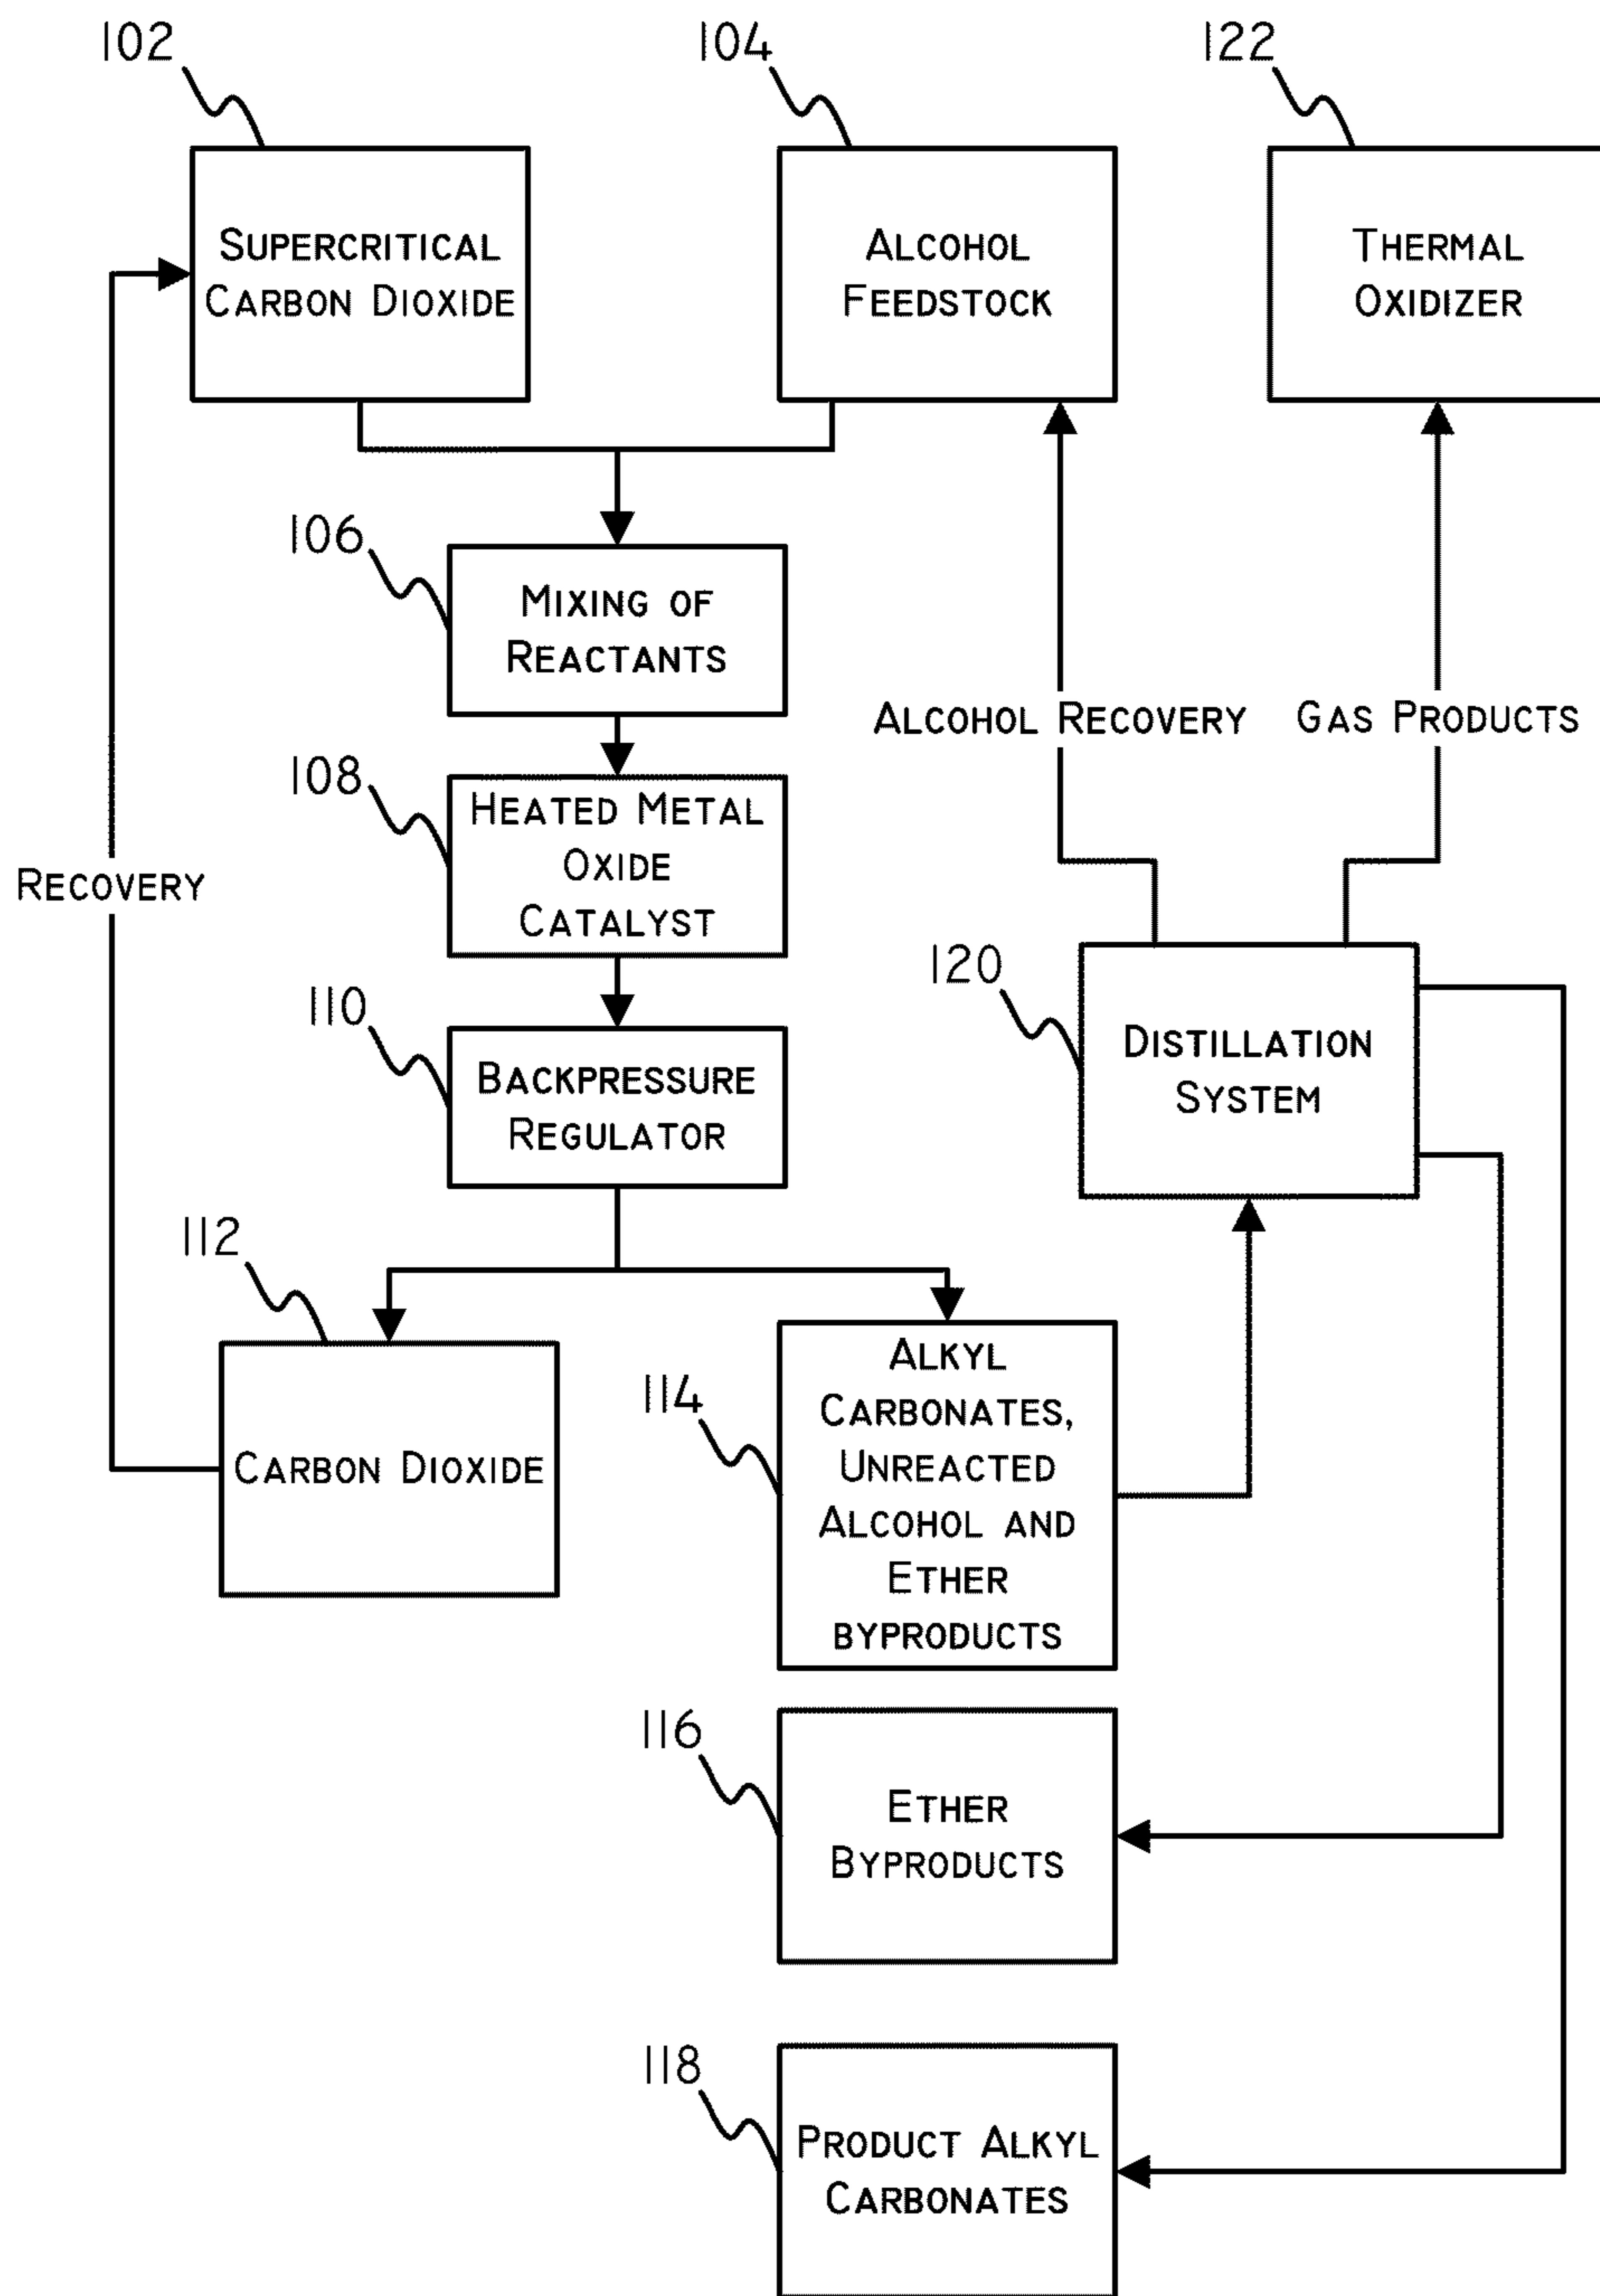 102
104
122
Supercritical
Carbon Dioxide
Alcohol
Feedstock
Thermal
Oxidizer
106
Mixing of
Reactants
Alcohol Recovery
Gas Products
108
Heated Metal
Oxide
Catalyst
Recovery
110
Backpressure
Regulator
120
Distillation
System
112
Carbon Dioxide
114
Alkyl
Carbonates,
Unreacted
Alcohol and
Ether
byproducts
116
Ether
Byproducts
118
Product Alkyl
Carbonates